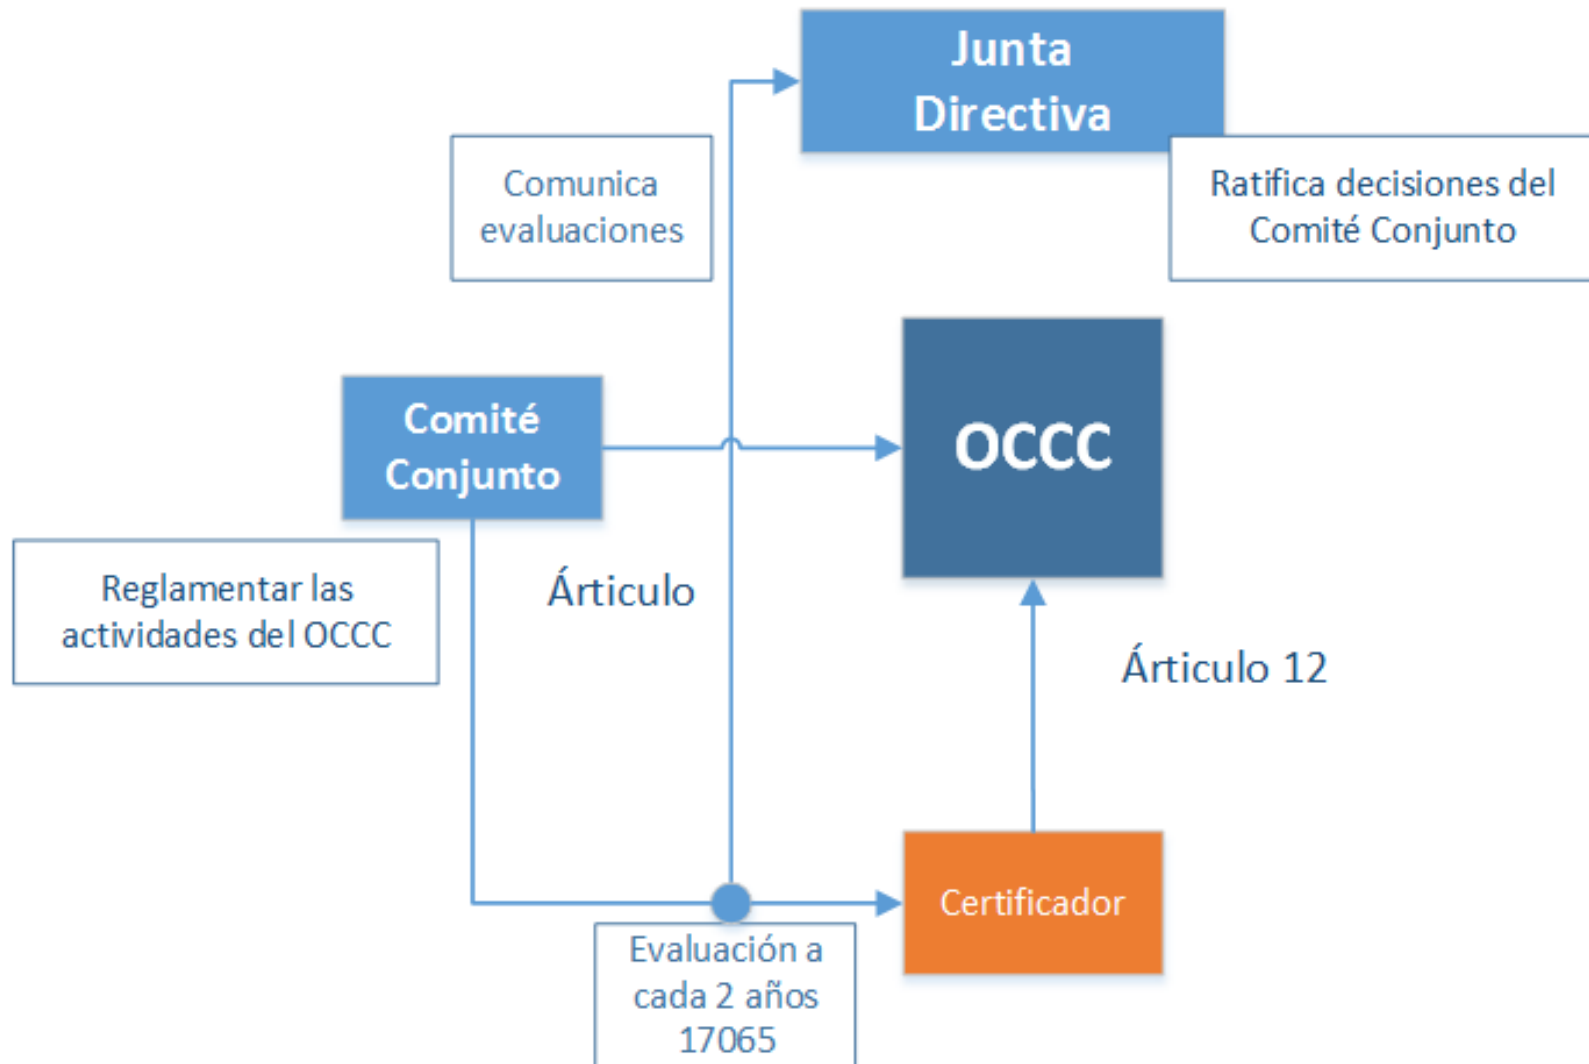 Junta
Directiva
Comunica
evaluaciones
Ratifica decisiones del
Comité Conjunto
Comité
Conjunto
OCCC
Reglamentar las
actividades del OCCC
Árticulo
Árticulo 12
Certificador
Evaluación a
cada 2 años
17065